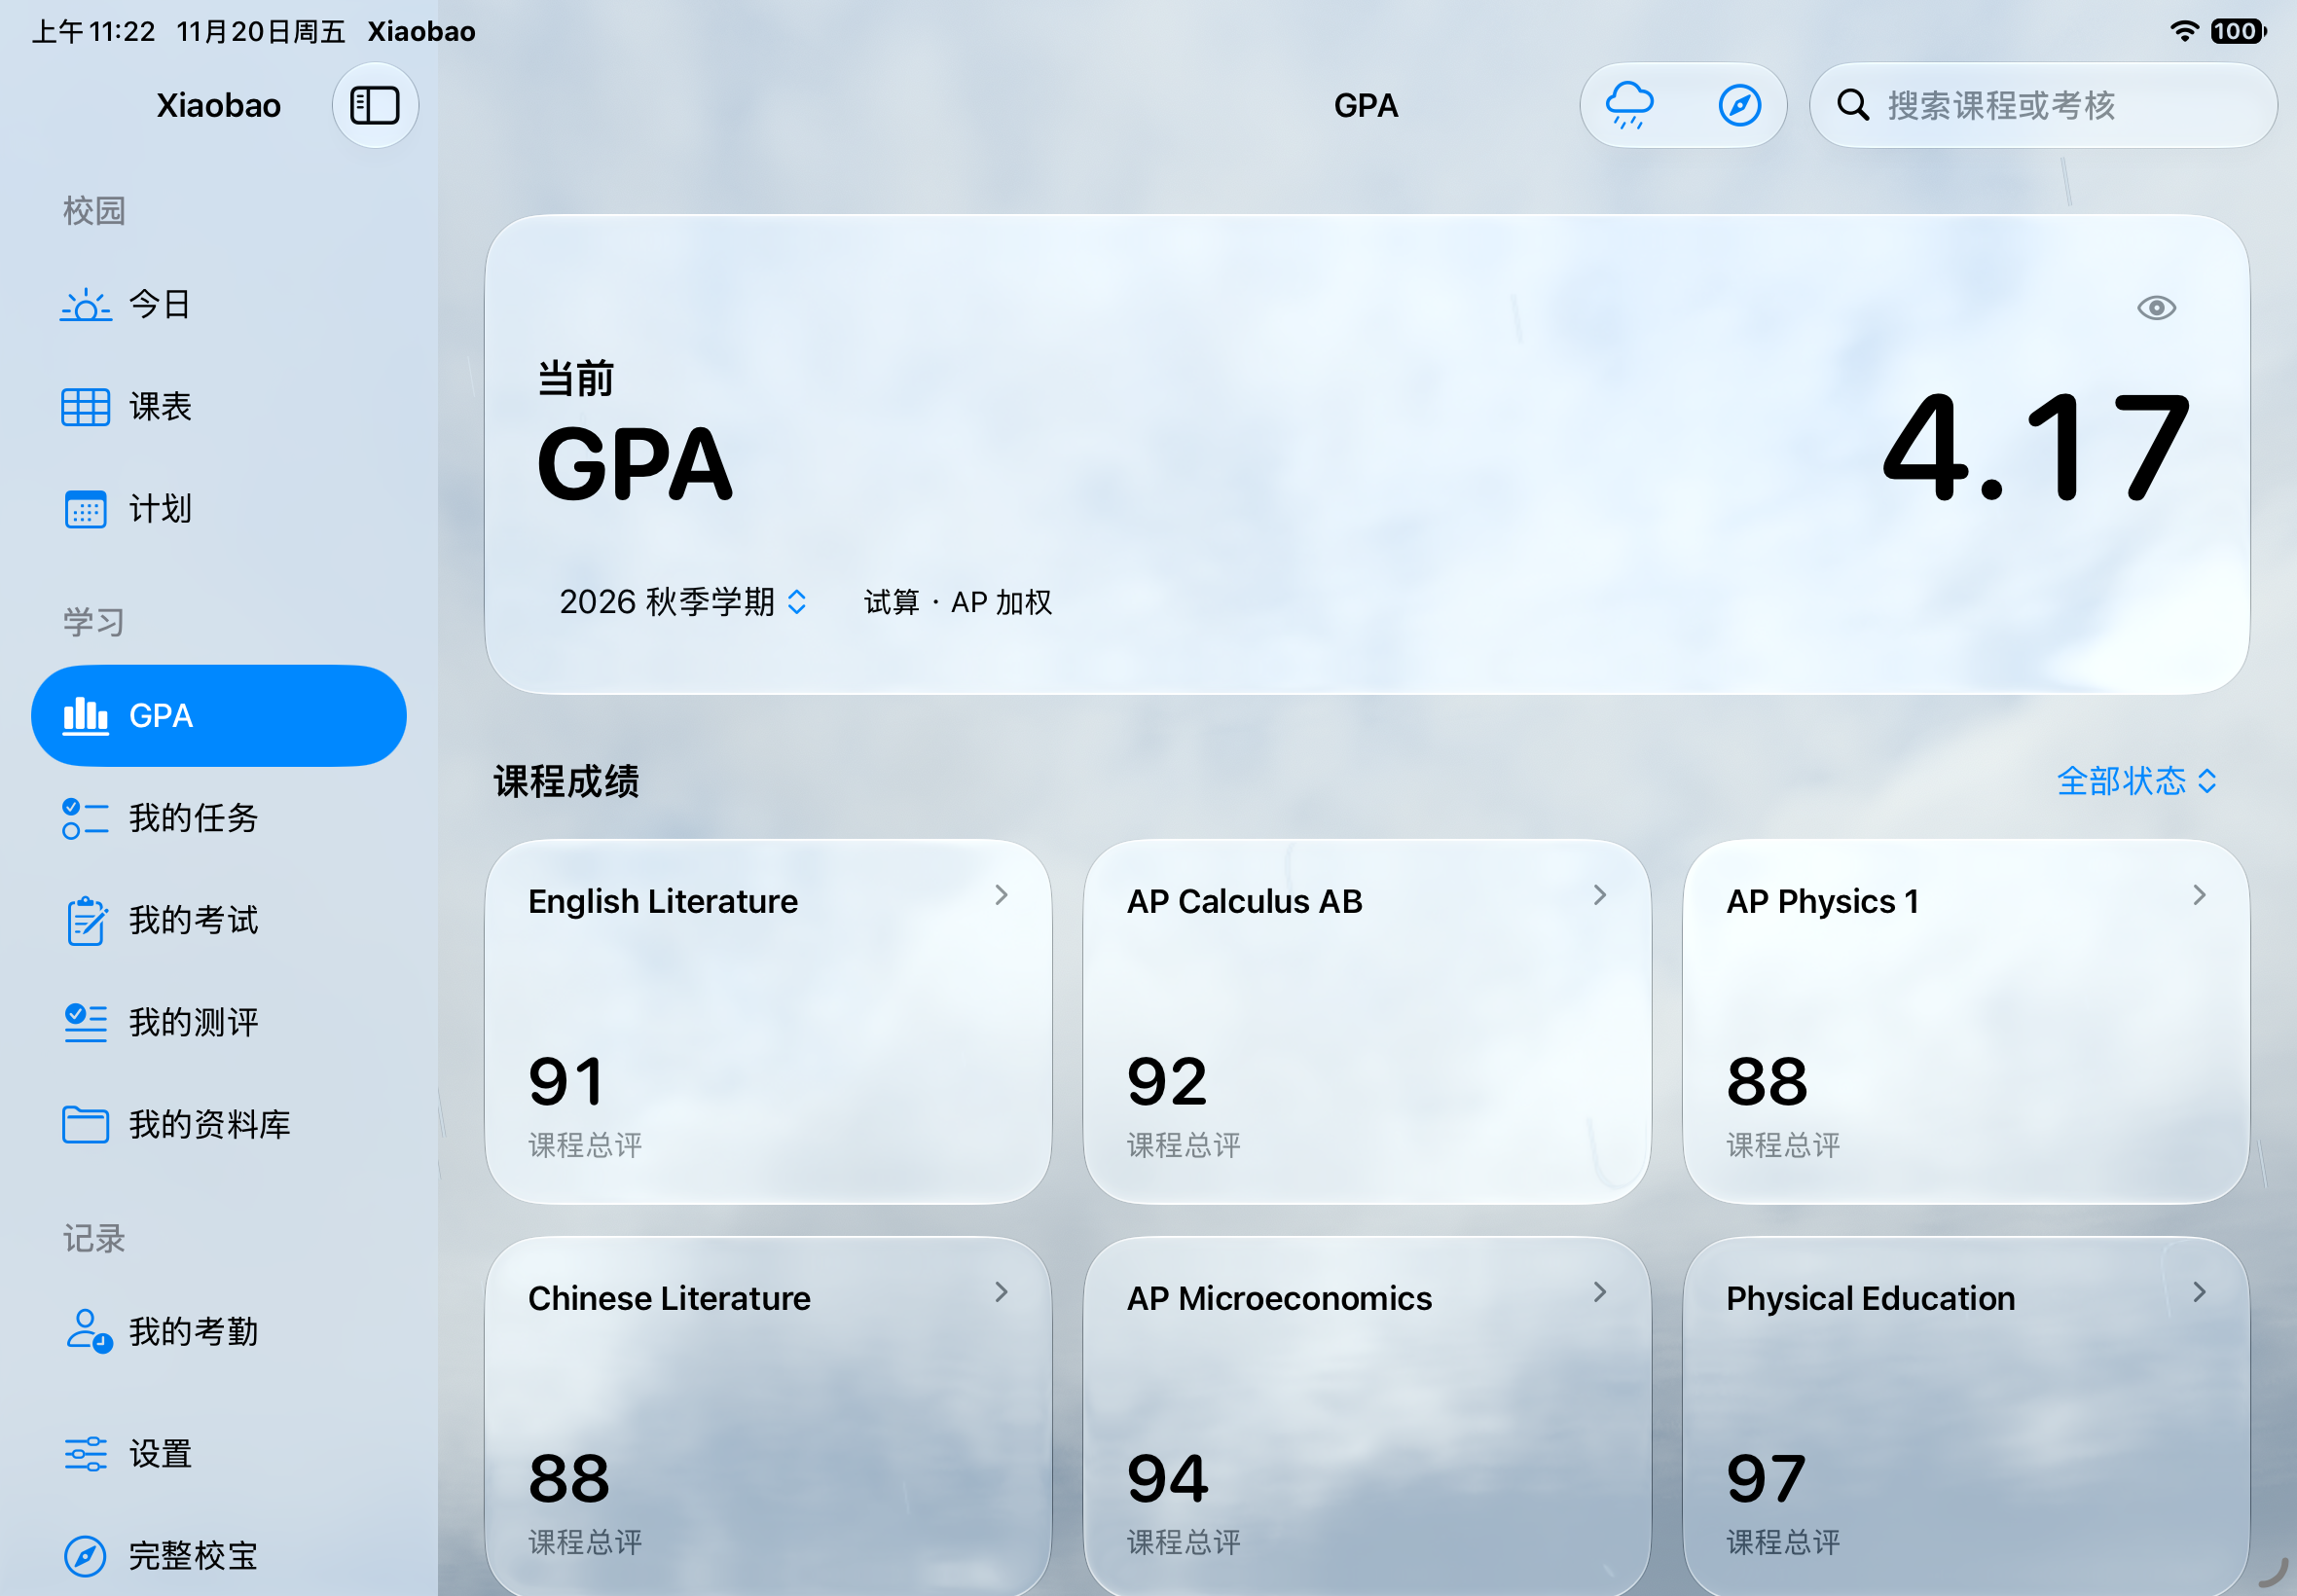 上午11:22 11月20日周五 Xiaobao
100
Xiaobao
GPA
搜索课程或考核
校园
今日
课表
计划
学习
GPA
我的任务
我的考试
我的测评
我的资料库
记录
我的考勤
设置
完整校宝
当前
GPA
4.17
2026 秋季学期
试算 · AP 加权
课程成绩
全部状态
English Literature
91
课程总评
AP Calculus AB
92
课程总评
AP Physics 1
88
课程总评
Chinese Literature
88
课程总评
AP Microeconomics
94
课程总评
Physical Education
97
课程总评